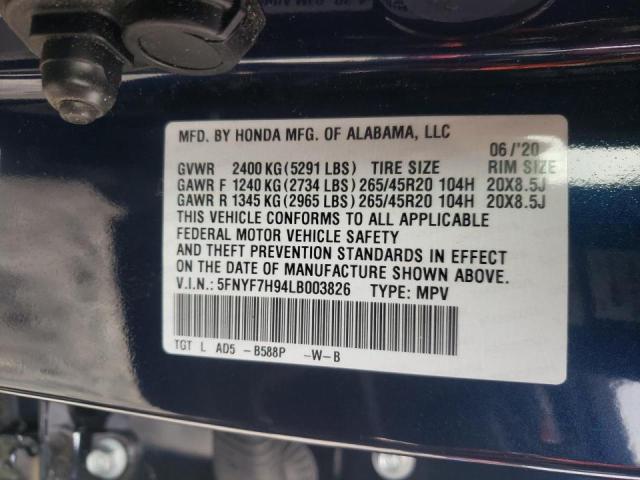 MFD. BY HONDA MFG. OF ALABAMA, LLC
06/'20
GVWR 2400 KG(5291 LBS) TIRE SIZE RIM SIZE
GAWR F 1240 KG(2734 LBS)265/45R20 104H 20X8.5J
GAWR R 1345 KG(2965 LBS)265/45R20 104H 20X8.5J
THIS VEHICLE CONFORMS TO ALL APPLICABLE
FEDERAL MOTOR VEHICLE SAFETY
AND THEFT PREVENTION STANDARDS IN EFFECT
ON THE DATE OF MANUFACTURE SHOWN ABOVE.
V.I.N.: 5FNYF7H94LB003826 TYPE: MPV
TGT L AD5 -B588P -W-B